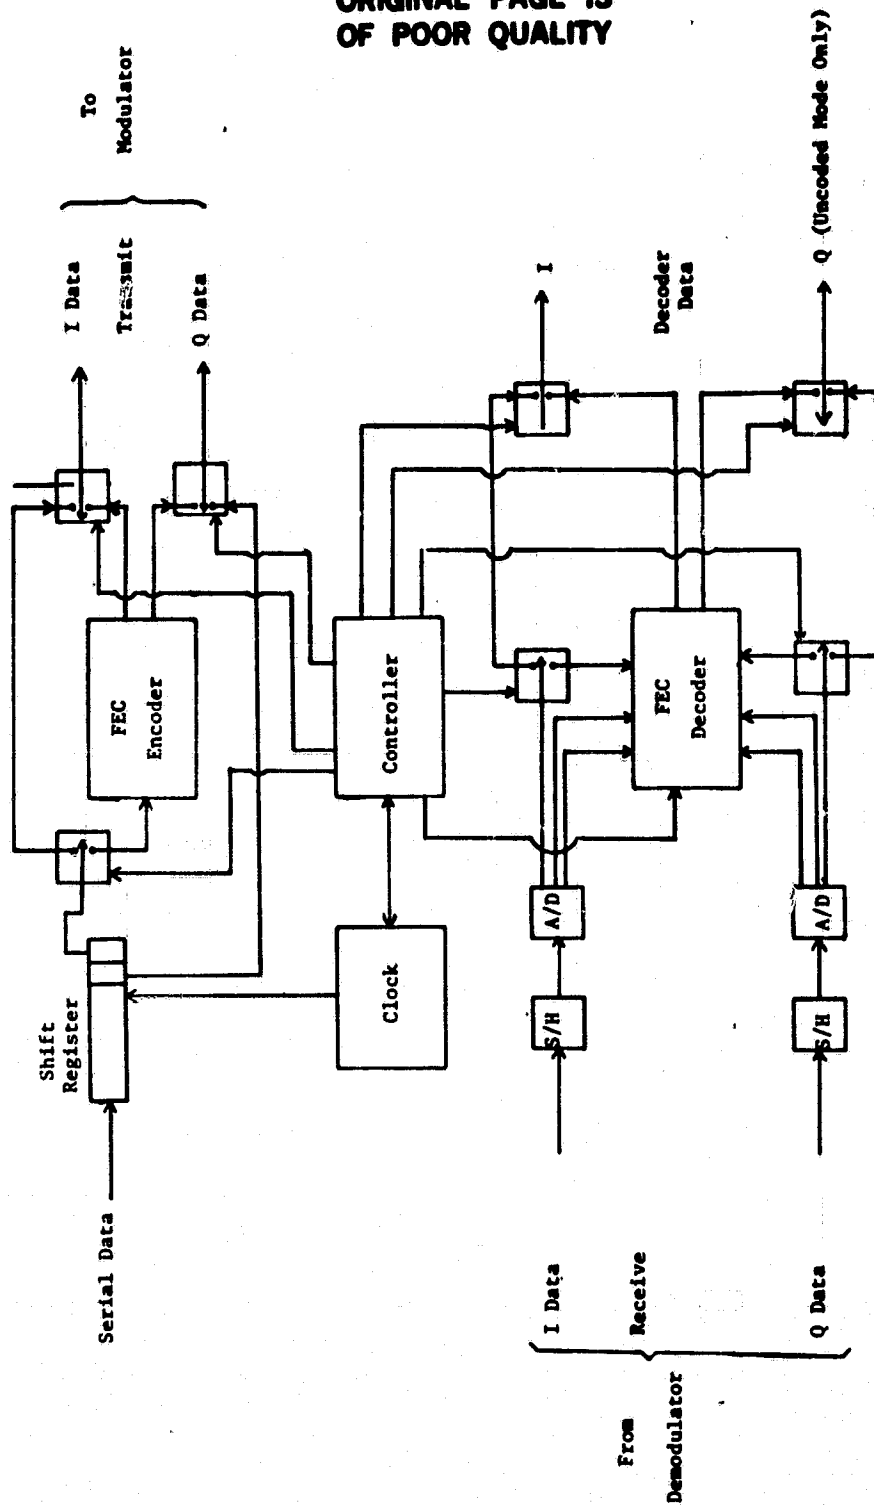 ORIGINAL PAGE IS
OF POOR QUALITY
To
Modulator
I Data
Transmit
Q Data
Shift
Register
Serial Data
FEC
Encoder
Controller
Clock
I
Decoder
Data
Q (Uncoded Mode Only)
FEC
Decoder
A/D
S/H
A/D
S/H
I Data
Receive
Q Data
From
Demodulator